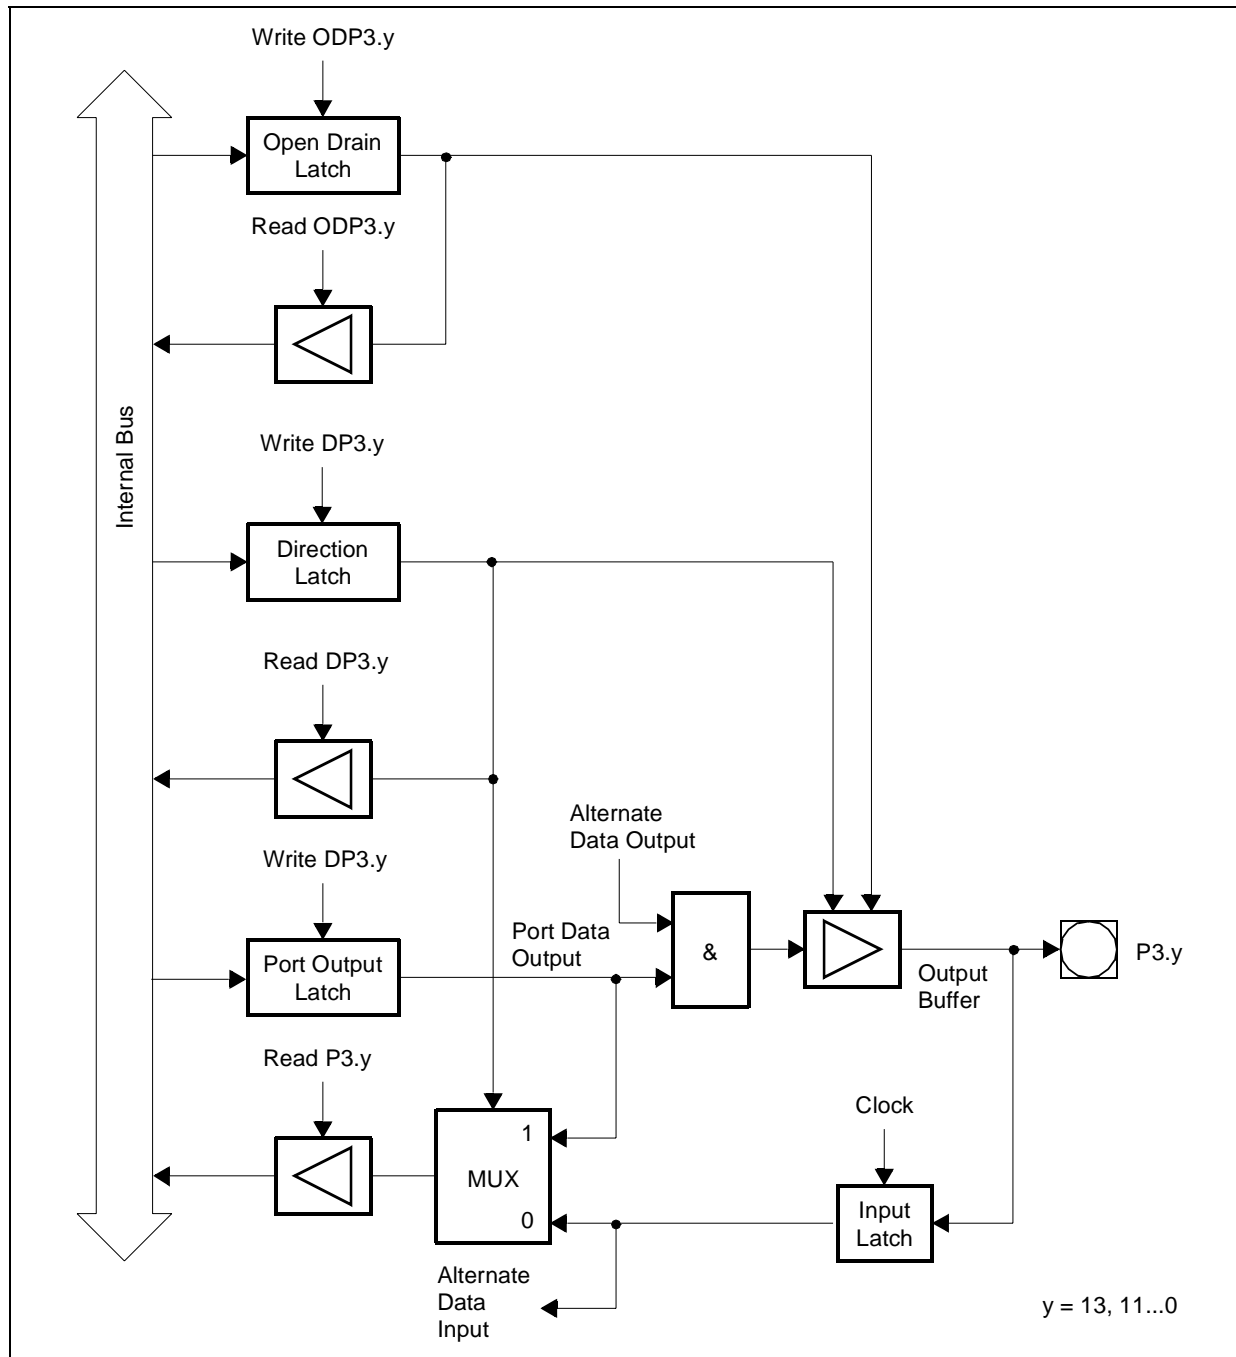 Write ODP3.y
Open Drain
Latch
Read ODP3.y
Internal Bus
Write DP3.y
Direction
Latch
Read DP3.y
Alternate
Data Output
Write DP3.y
Port Data
Output
&
Port Output
Latch
Output
Buffer
P3.y
Read P3.y
Clock
1
MUX
0
Input
Latch
Alternate
Data
Input
y = 13, 11...0